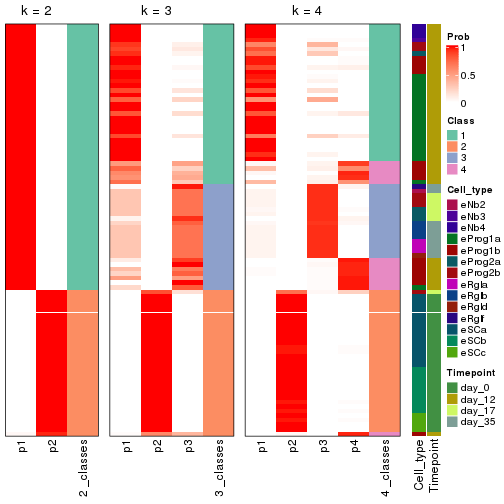 k = 2
k = 3
k = 4
p1
p2
2_classes
p1
p2
p3
3_classes
p1
p2
p3
p4
4_classes
Cell_type
Timepoint
Prob
1
0.5
0
Class
1
2
3
4
Cell_type
eNb2
eNb3
eNb4
eProg1a
eProg1b
eProg2a
eProg2b
eRgla
eRglb
eRgld
eRglf
eSCa
eSCb
eSCc
Timepoint
day_0
day_12
day_17
day_35